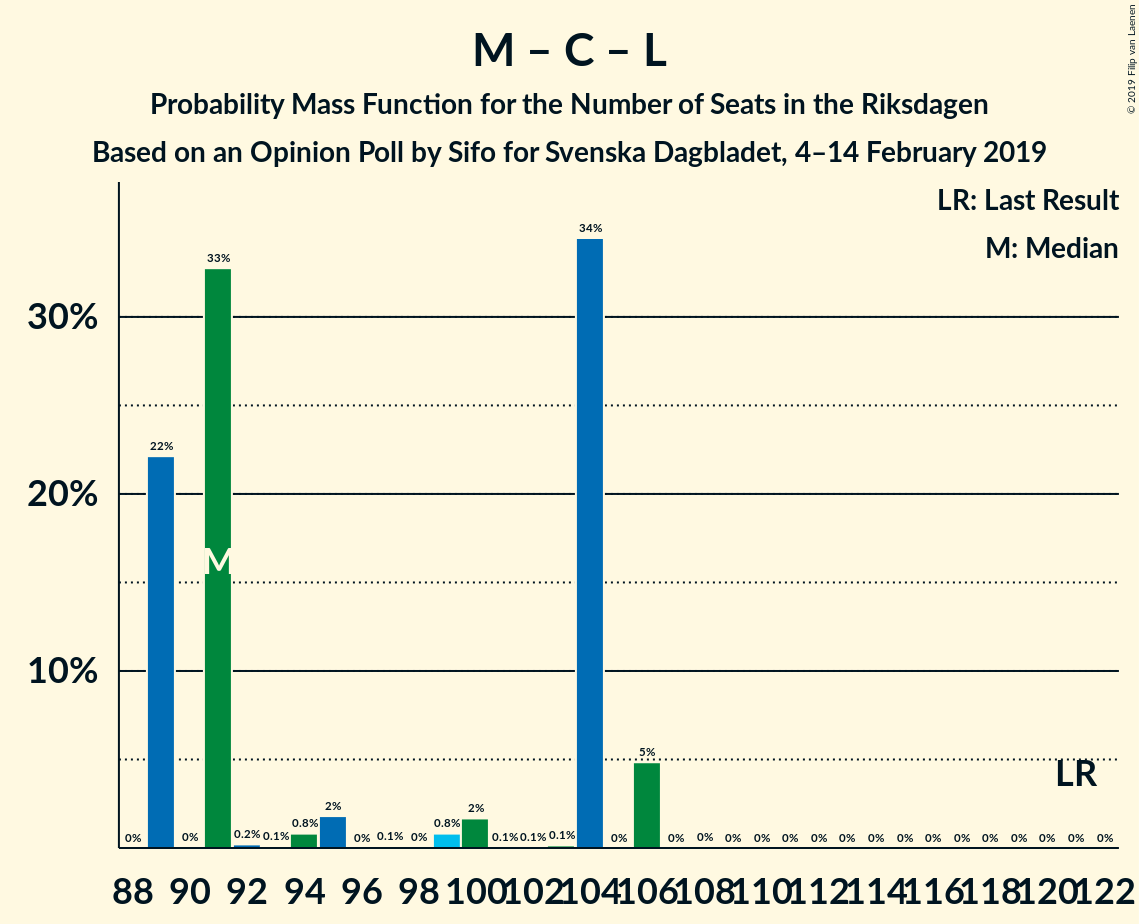 M – C – L
Probability Mass Function for the Number of Seats in the Riksdagen
Based on an Opinion Poll by Sifo for Svenska Dagbladet, 4–14 February 2019
© 2019 Filip van Laenen
LR: Last Result
M: Median
30%
20%
10%
0% 22% 0% 33% 0.2% 0.1% 0.8% 2% 0% 0.1% 0% 0.8% 2% 0.1% 0.1% 0.1% 34% 0% 5% 0% 0% 0% 0% 0% 0% 0% 0% 0% 0% 0% 0% 0% 0% 0% 0%
M
LR
88 90 92 94 96 98 100 102 104 106 108 110 112 114 116 118 120 122